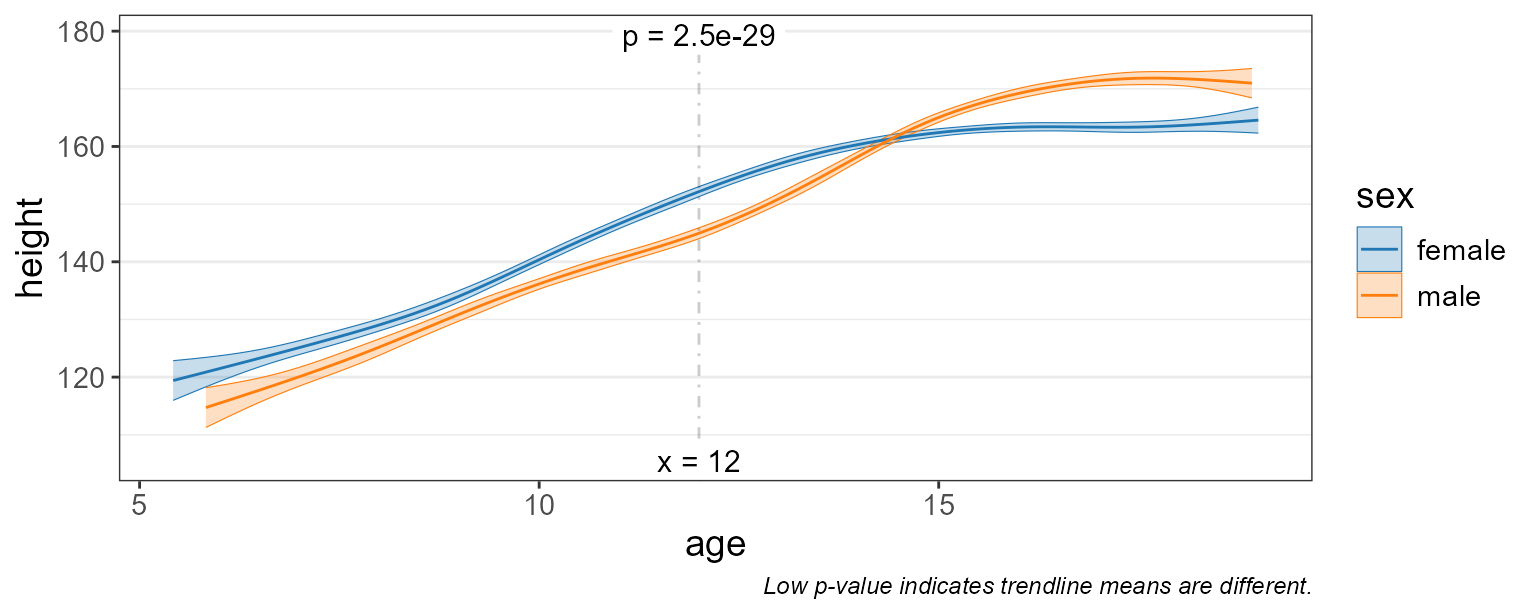 180
160
140
120
height
p = 2.5e-29
x = 12
5
10
15
age
Low p-value indicates trendline means are different.
sex
female
male